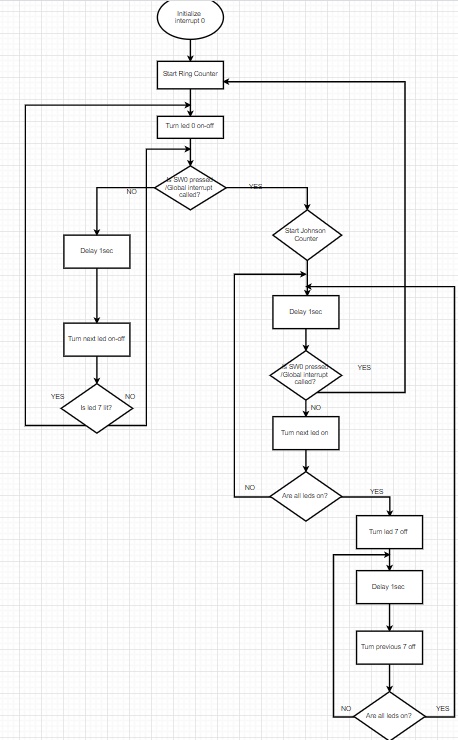 Initialize
interrupt 0
Start Ring Counter
Turn led 0 on-off
Is SW0 pressed
/Global interrupt
called?
NO
YES
Start Johnson
Counter
Delay 1sec
Turn next led on-off
Is led 7 lit?
YES
NO
Delay 1sec
Is SW0 pressed
/Global interrupt
called?
YES
NO
Turn next led on
Are all leds on?
NO
YES
Turn led 7 off
Delay 1sec
Turn previous 7 off
Are all leds on?
NO
YES